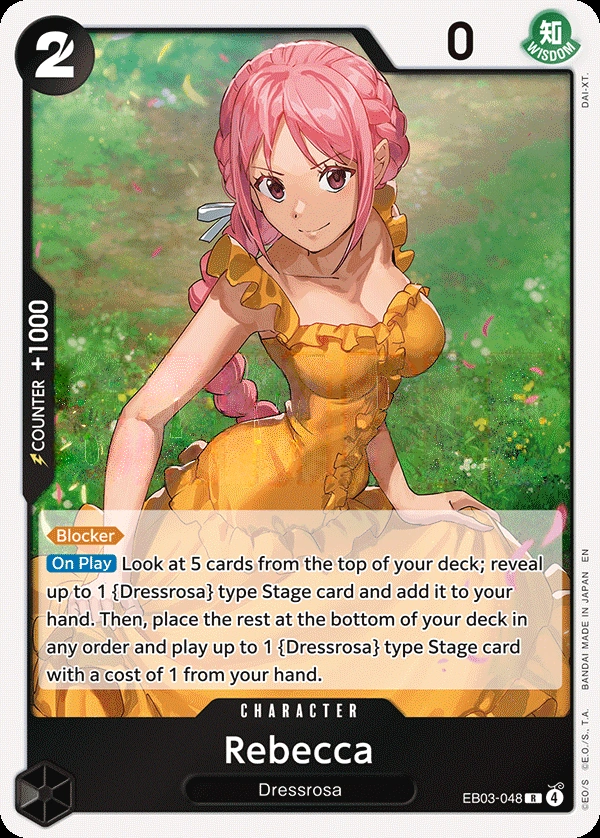 2
0
知
WISDOM
DAI-XT.
COUNTER +1000
Blocker
On Play Look at 5 cards from the top of your deck; reveal
up to 1 {Dressrosa} type Stage card and add it to your
hand. Then, place the rest at the bottom of your deck in
any order and play up to 1 {Dressrosa} type Stage card
with a cost of 1 from your hand.
CHARACTER
Rebecca
Dressrosa
EB03-048 R 4
©EO/S ©E.O./S., T.A. BANDAI MADE IN JAPAN EN